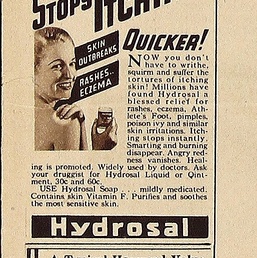 STOPS ITCHING
QUICKER!
SKIN
OUTBREAKS
RASHES..
ECZEMA
NOW you don't
have to writhe,
squirm and suffer the
tortures of itching
skin! Millions have
found Hydrosal a
blessed relief for
rashes, eczema, Ath-
lete's Foot, pimples,
poison ivy and similar
skin irritations. Itch-
ing stops instantly.
Smarting and burning
disappear. Angry red-
ness vanishes. Heal-
ing is promoted. Widely used by doctors. Ask
your druggist for Hydrosal Liquid or Oint-
ment, 30c and 60c.
USE Hydrosal Soap . . . mildly medicated.
Contains skin Vitamin F. Purifies and soothes
the most sensitive skin.
Hydrosal